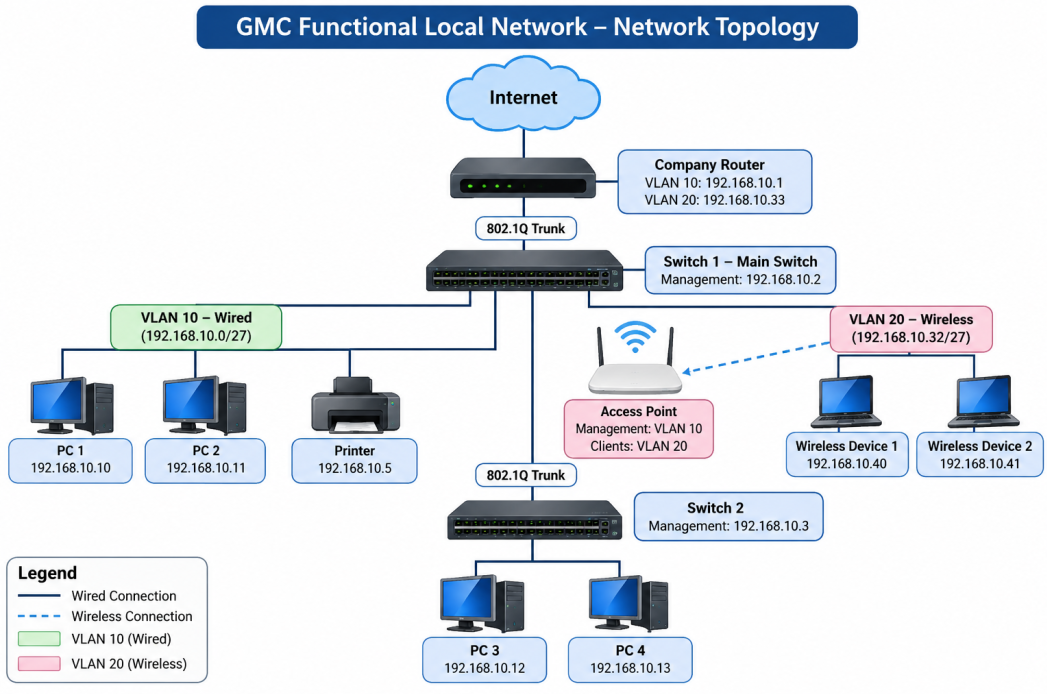 GMC Functional Local Network – Network Topology
Internet
Company Router
VLAN 10: 192.168.10.1
VLAN 20: 192.168.10.33
802.1Q Trunk
Switch 1 – Main Switch
Management: 192.168.10.2
VLAN 10 – Wired
(192.168.10.0/27)
VLAN 20 – Wireless
(192.168.10.32/27)
Access Point
Management: VLAN 10
Clients: VLAN 20
PC 1
192.168.10.10
PC 2
192.168.10.11
Printer
192.168.10.5
Wireless Device 1
192.168.10.40
Wireless Device 2
192.168.10.41
802.1Q Trunk
Switch 2
Management: 192.168.10.3
PC 3
192.168.10.12
PC 4
192.168.10.13
Legend
Wired Connection
Wireless Connection
VLAN 10 (Wired)
VLAN 20 (Wireless)